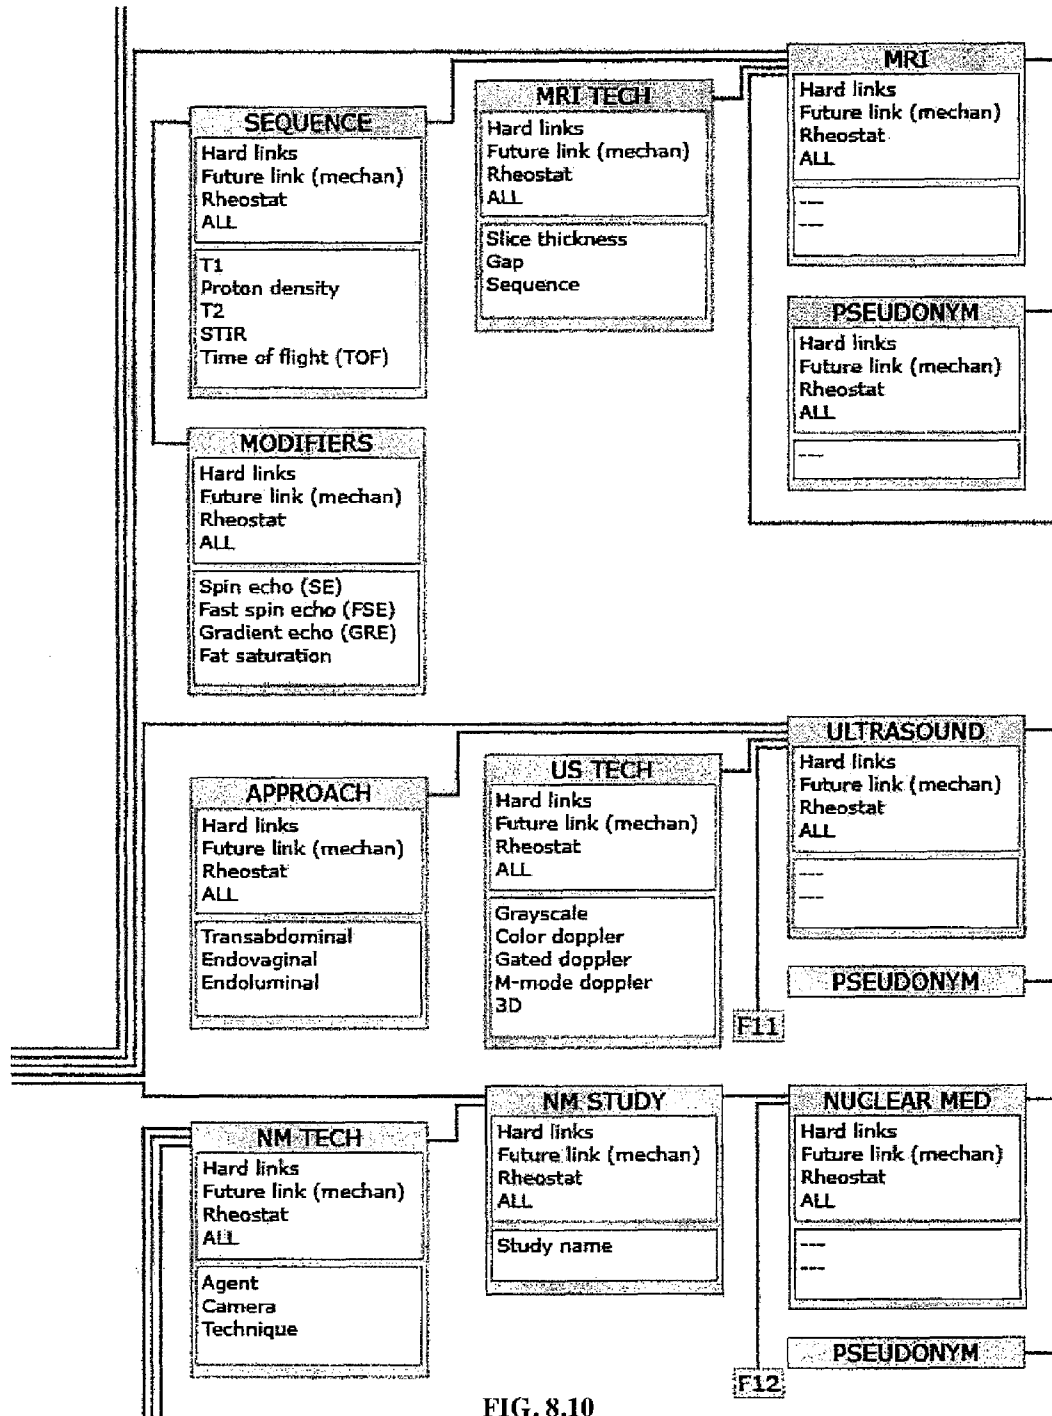 MRI
Hard links
Future link (mechan)
Rheostat
ALL
---
---
MRI TECH
Hard links
Future link (mechan)
Rheostat
ALL
Slice thickness
Gap
Sequence
SEQUENCE
Hard links
Future link (mechan)
Rheostat
ALL
T1
Proton density
T2
STIR
Time of flight (TOF)
PSEUDONYM
Hard links
Future link (mechan)
Rheostat
ALL
---
MODIFIERS
Hard links
Future link (mechan)
Rheostat
ALL
Spin echo (SE)
Fast spin echo (FSE)
Gradient echo (GRE)
Fat saturation
ULTRASOUND
Hard links
Future link (mechan)
Rheostat
ALL
---
---
US TECH
Hard links
Future link (mechan)
Rheostat
ALL
Grayscale
Color doppler
Gated doppler
M-mode doppler
3D
APPROACH
Hard links
Future link (mechan)
Rheostat
ALL
Transabdominal
Endovaginal
Endoluminal
PSEUDONYM
F11
NM STUDY
Hard links
Future link (mechan)
Rheostat
ALL
Study name
NUCLEAR MED
Hard links
Future link (mechan)
Rheostat
ALL
---
---
NM TECH
Hard links
Future link (mechan)
Rheostat
ALL
Agent
Camera
Technique
PSEUDONYM
F12
FIG. 8.10